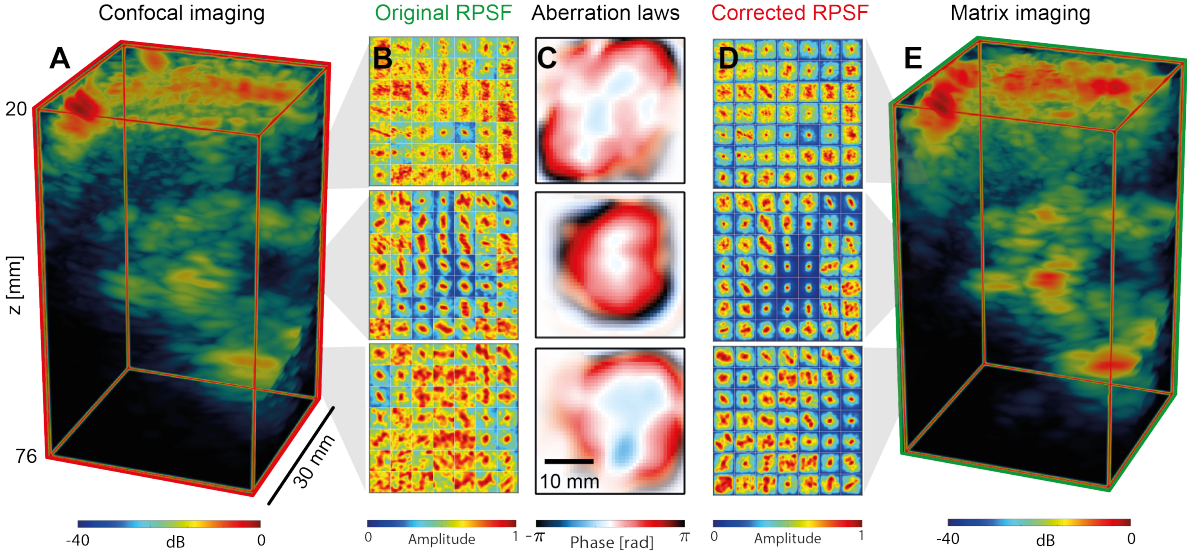 Confocal imaging
Original RPSF
Aberration laws
Corrected RPSF
Matrix imaging
A
B
C
D
E
20
z [mm]
76
30 mm
10 mm
-40
dB
0
0
Amplitude
1
-π
Phase [rad]
π
0
Amplitude
1
-40
dB
0